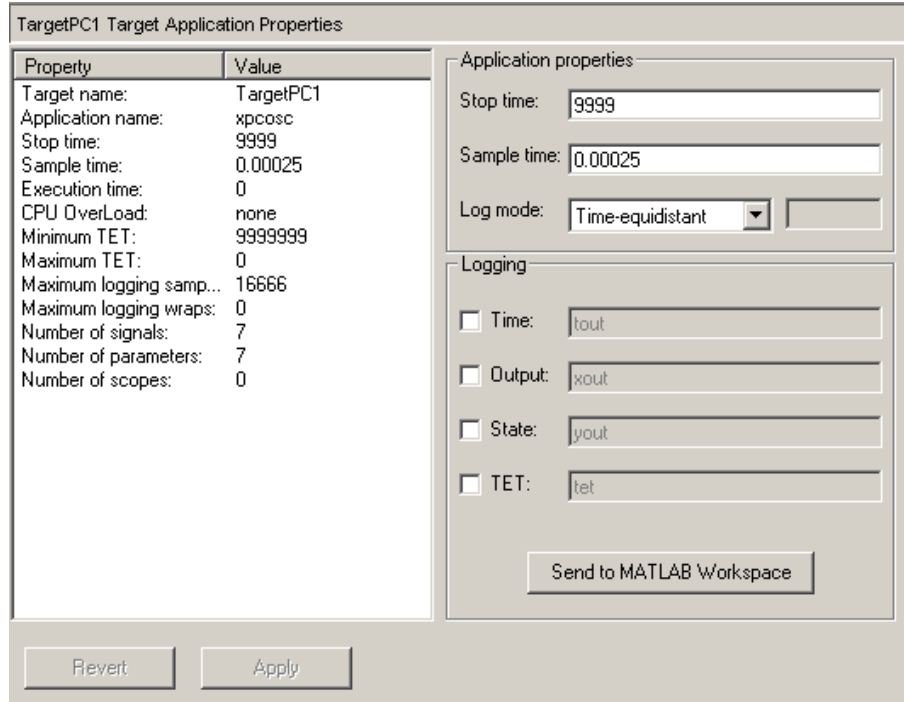 TargetPC1 Target Application Properties
Property Value
Target name: TargetPC1
Application name: xpcosc
Stop time: 9999
Sample time: 0.00025
Execution time: 0
CPU OverLoad: none
Minimum TET: 9999999
Maximum TET: 0
Maximum logging samp... 16666
Maximum logging wraps: 0
Number of signals: 7
Number of parameters: 7
Number of scopes: 0
Application properties
Stop time: 9999
Sample time: 0.00025
Log mode: Time-equidistant
Logging
Time: tout
Output: xout
State: yout
TET: tet
Send to MATLAB Workspace
Revert Apply